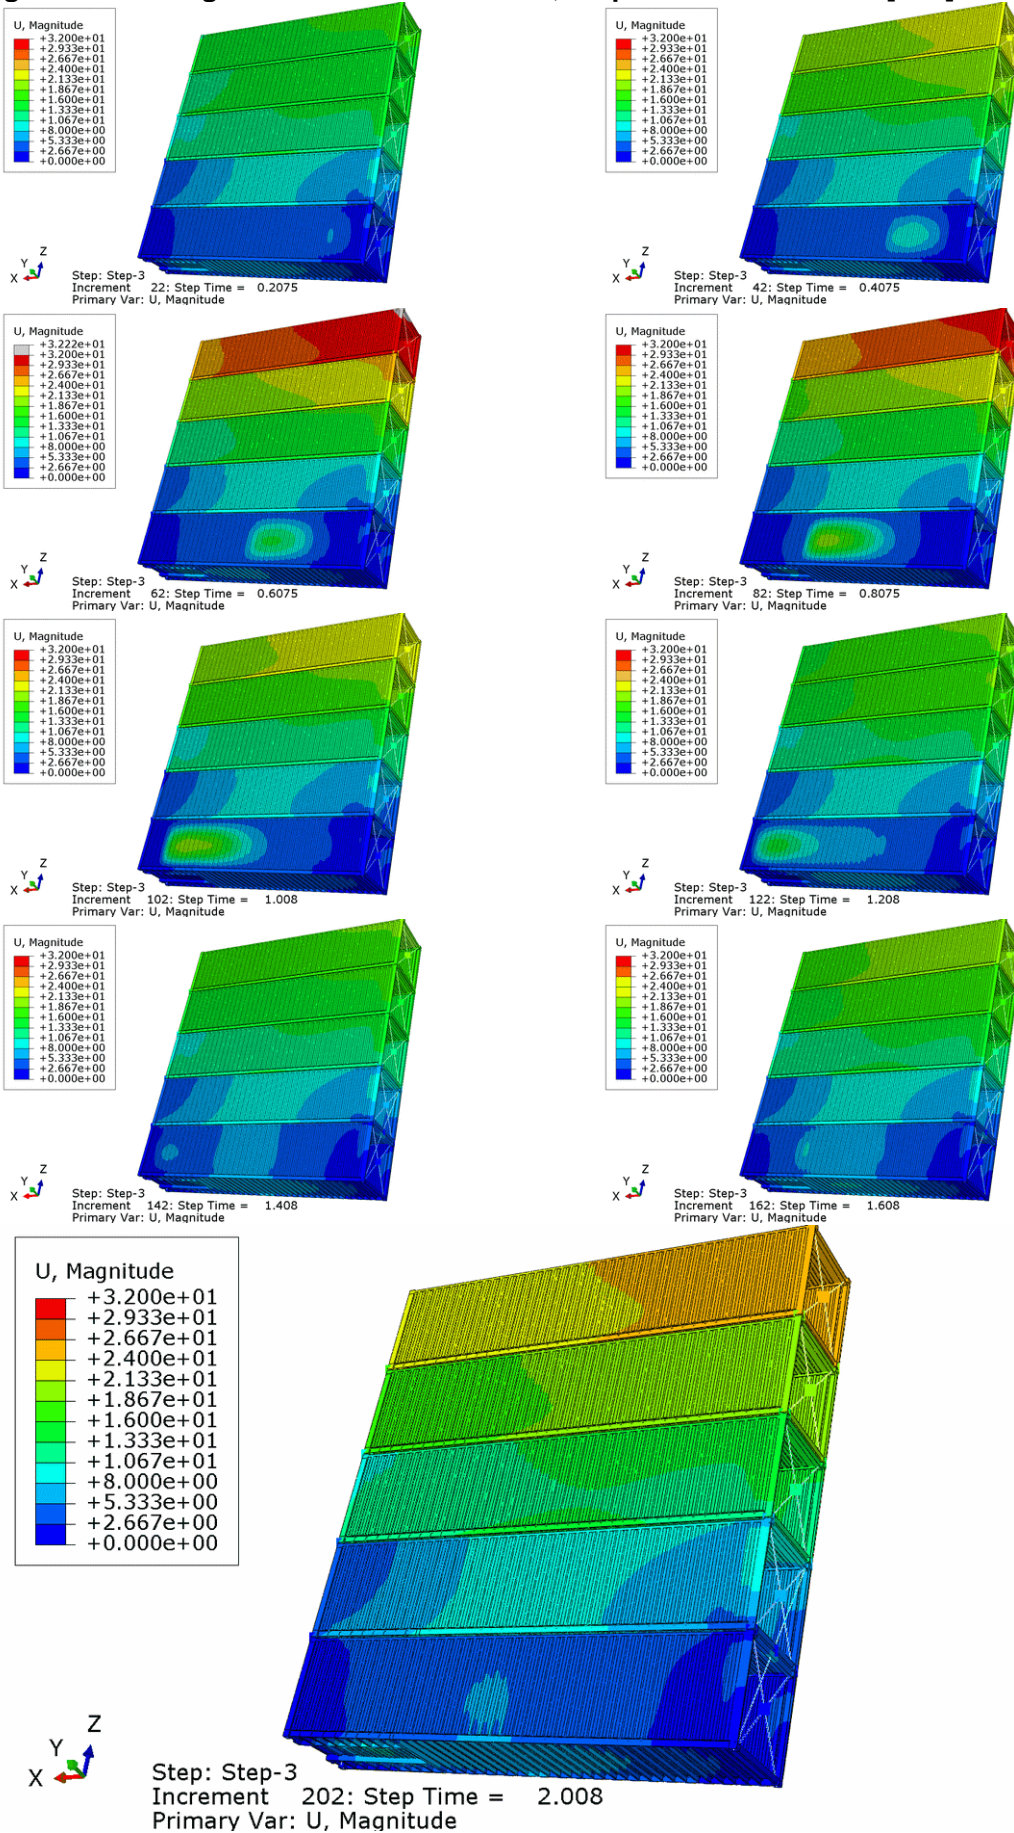 U, Magnitude
+3.200e+01
+2.933e+01
+2.667e+01
+2.400e+01
+2.133e+01
+1.867e+01
+1.600e+01
+1.333e+01
+1.067e+01
+8.000e+00
+5.333e+00
+2.667e+00
+0.000e+00
Z
Y
X
Step: Step-3
Increment 22: Step Time = 0.2075
Primary Var: U, Magnitude
U, Magnitude
+3.200e+01
+2.933e+01
+2.667e+01
+2.400e+01
+2.133e+01
+1.867e+01
+1.600e+01
+1.333e+01
+1.067e+01
+8.000e+00
+5.333e+00
+2.667e+00
+0.000e+00
Z
Y
X
Step: Step-3
Increment 42: Step Time = 0.4075
Primary Var: U, Magnitude
U, Magnitude
+3.222e+01
+3.200e+01
+2.933e+01
+2.667e+01
+2.400e+01
+2.133e+01
+1.867e+01
+1.600e+01
+1.333e+01
+1.067e+01
+8.000e+00
+5.333e+00
+2.667e+00
+0.000e+00
Z
Y
X
Step: Step-3
Increment 62: Step Time = 0.6075
Primary Var: U, Magnitude
U, Magnitude
+3.200e+01
+2.933e+01
+2.667e+01
+2.400e+01
+2.133e+01
+1.867e+01
+1.600e+01
+1.333e+01
+1.067e+01
+8.000e+00
+5.333e+00
+2.667e+00
+0.000e+00
Z
Y
X
Step: Step-3
Increment 82: Step Time = 0.8075
Primary Var: U, Magnitude
U, Magnitude
+3.200e+01
+2.933e+01
+2.667e+01
+2.400e+01
+2.133e+01
+1.867e+01
+1.600e+01
+1.333e+01
+1.067e+01
+8.000e+00
+5.333e+00
+2.667e+00
+0.000e+00
Z
Y
X
Step: Step-3
Increment 102: Step Time = 1.008
Primary Var: U, Magnitude
U, Magnitude
+3.200e+01
+2.933e+01
+2.667e+01
+2.400e+01
+2.133e+01
+1.867e+01
+1.600e+01
+1.333e+01
+1.067e+01
+8.000e+00
+5.333e+00
+2.667e+00
+0.000e+00
Z
Y
X
Step: Step-3
Increment 122: Step Time = 1.208
Primary Var: U, Magnitude
U, Magnitude
+3.200e+01
+2.933e+01
+2.667e+01
+2.400e+01
+2.133e+01
+1.867e+01
+1.600e+01
+1.333e+01
+1.067e+01
+8.000e+00
+5.333e+00
+2.667e+00
+0.000e+00
Z
Y
X
Step: Step-3
Increment 142: Step Time = 1.408
Primary Var: U, Magnitude
U, Magnitude
+3.200e+01
+2.933e+01
+2.667e+01
+2.400e+01
+2.133e+01
+1.867e+01
+1.600e+01
+1.333e+01
+1.067e+01
+8.000e+00
+5.333e+00
+2.667e+00
+0.000e+00
Z
Y
X
Step: Step-3
Increment 162: Step Time = 1.608
Primary Var: U, Magnitude
U, Magnitude
+3.200e+01
+2.933e+01
+2.667e+01
+2.400e+01
+2.133e+01
+1.867e+01
+1.600e+01
+1.333e+01
+1.067e+01
+8.000e+00
+5.333e+00
+2.667e+00
+0.000e+00
Z
Y
X
Step: Step-3
Increment 202: Step Time = 2.008
Primary Var: U, Magnitude